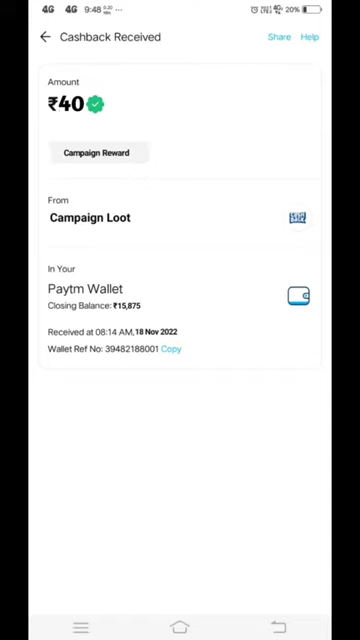 4G 4G 9:48 ...
20%
Cashback Received
Share Help
Amount
₹40
Campaign Reward
From
Campaign Loot
In Your
Paytm Wallet
Closing Balance: ₹15,875
Received at 08:14 AM, 18 Nov 2022
Wallet Ref No: 39482188001 Copy